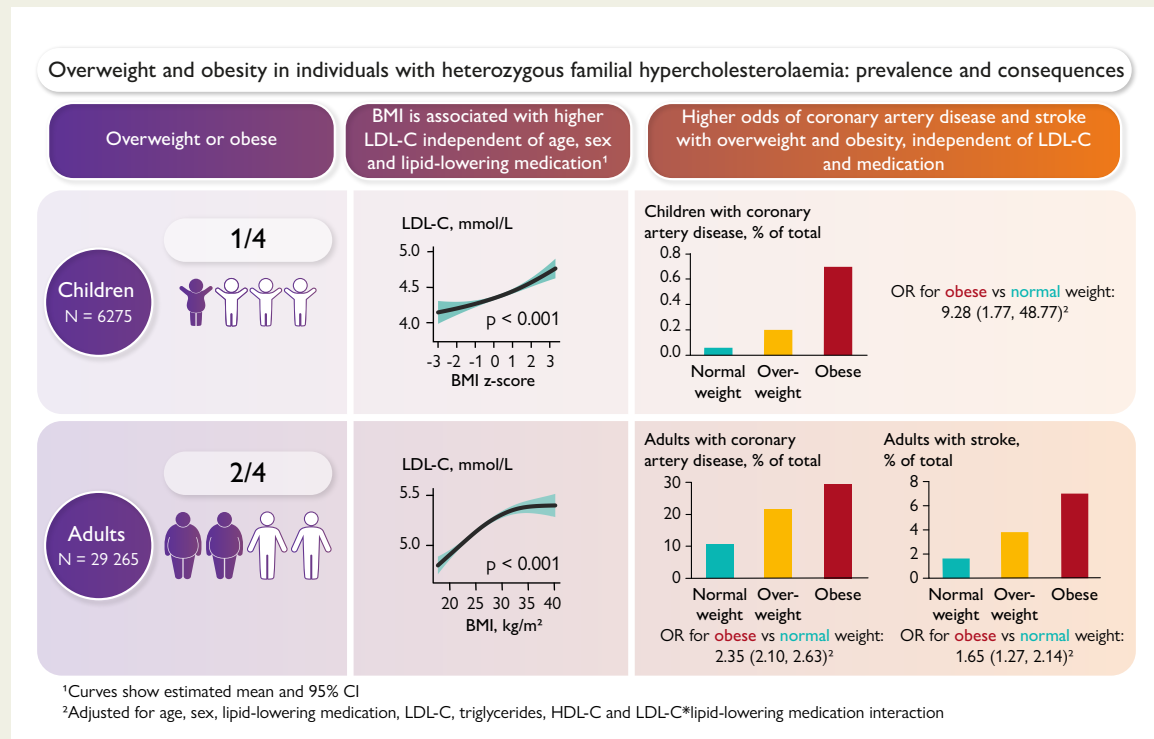 Overweight and obesity in individuals with heterozygous familial hypercholesterolaemia: prevalence and consequences
Overweight or obese
BMI is associated with higher
LDL-C independent of age, sex
and lipid-lowering medication¹
Higher odds of coronary artery disease and stroke
with overweight and obesity, independent of LDL-C
and medication
Children
N = 6275
1/4
LDL-C, mmol/L
5.0
4.5
4.0
p < 0.001
-3 -2 -1 0 1 2 3
BMI z-score
Children with coronary
artery disease, % of total
0.8
0.6
0.4
0.2
0.0
Normal
weight
Over-
weight
Obese
OR for obese vs normal weight:
9.28 (1.77, 48.77)²
Adults
N = 29 265
2/4
LDL-C, mmol/L
5.5
5.0
p < 0.001
20 25 30 35 40
BMI, kg/m²
Adults with coronary
artery disease, % of total
30
20
10
0
Normal
weight
Over-
weight
Obese
OR for obese vs normal weight:
2.35 (2.10, 2.63)²
Adults with stroke,
% of total
8
6
4
2
0
Normal
weight
Over-
weight
Obese
OR for obese vs normal weight:
1.65 (1.27, 2.14)²
¹Curves show estimated mean and 95% CI
²Adjusted for age, sex, lipid-lowering medication, LDL-C, triglycerides, HDL-C and LDL-C*lipid-lowering medication interaction